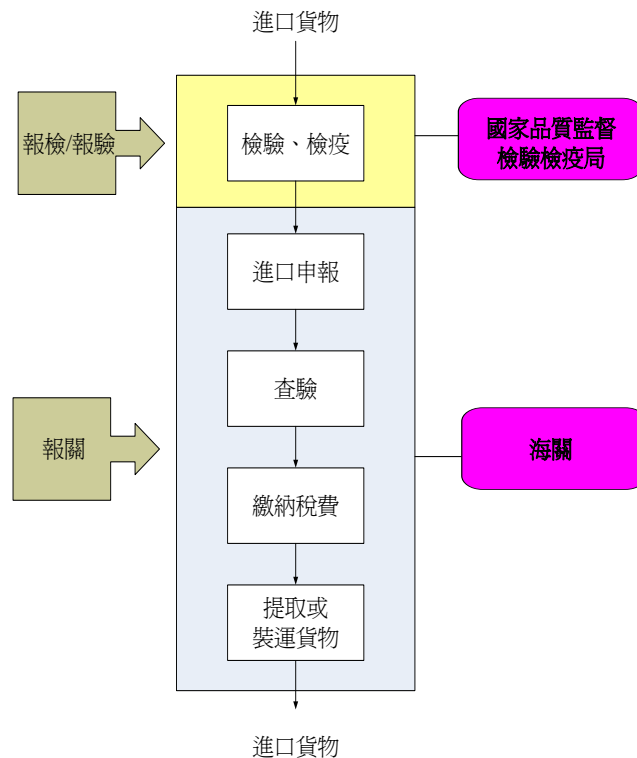 進口貨物
報檢/報驗
檢驗、檢疫
國家品質監督
檢驗檢疫局
進口申報
查驗
報關
海關
繳納稅費
提取或
裝運貨物
進口貨物